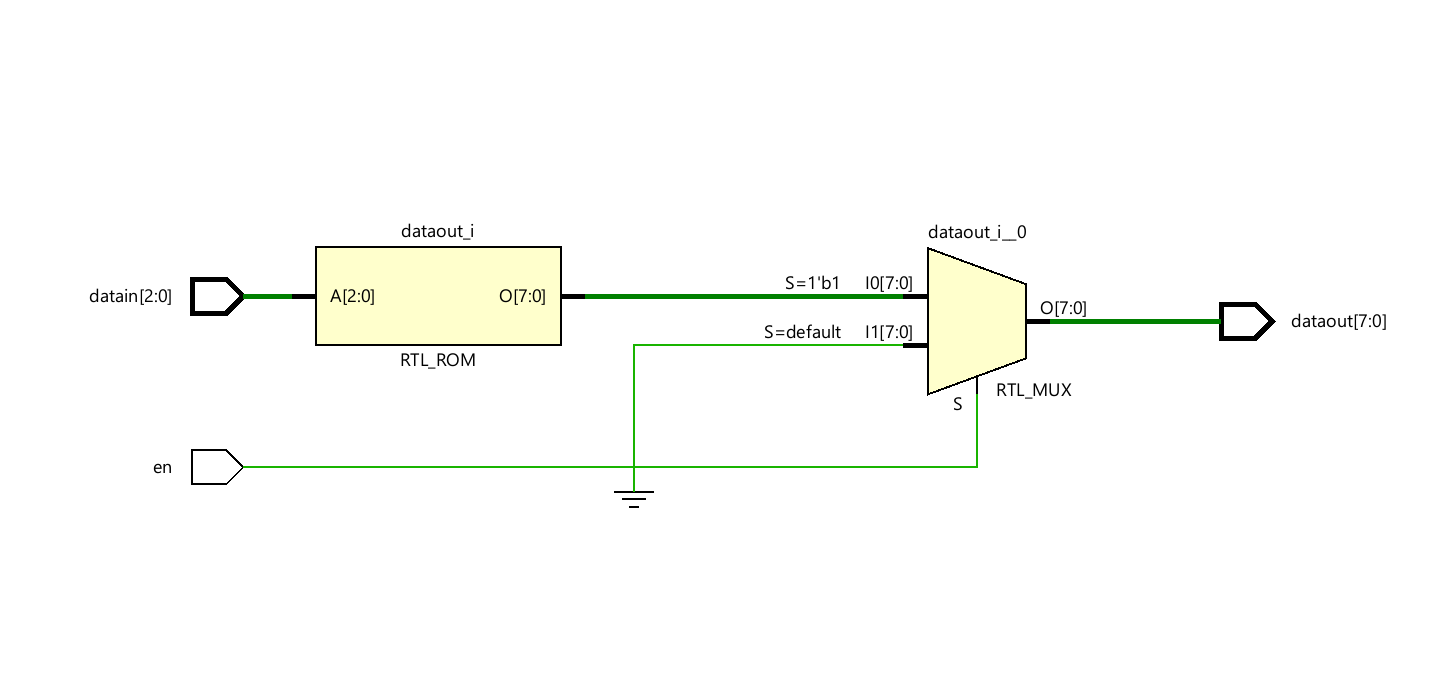 dataout_i
dataout_i__0
S=1'b1
I0[7:0]
datain[2:0]
A[2:0]
O[7:0]
O[7:0]
dataout[7:0]
S=default
I1[7:0]
RTL_ROM
RTL_MUX
S
en